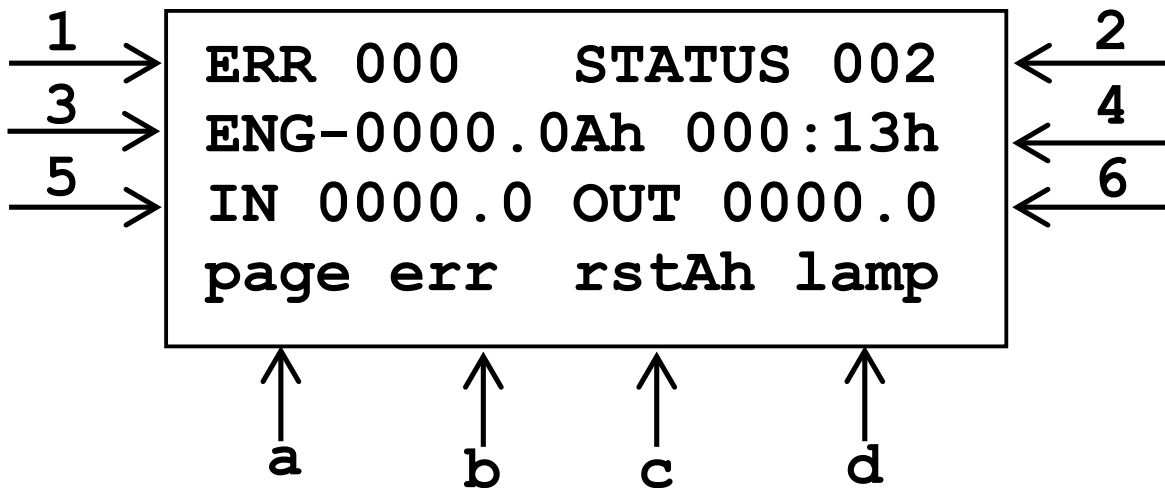 1 2
ERR 000 STATUS 002
3 4
ENG-0000.0Ah 000:13h
5 6
IN 0000.0 OUT 0000.0
page err rstAh lamp
a b c d